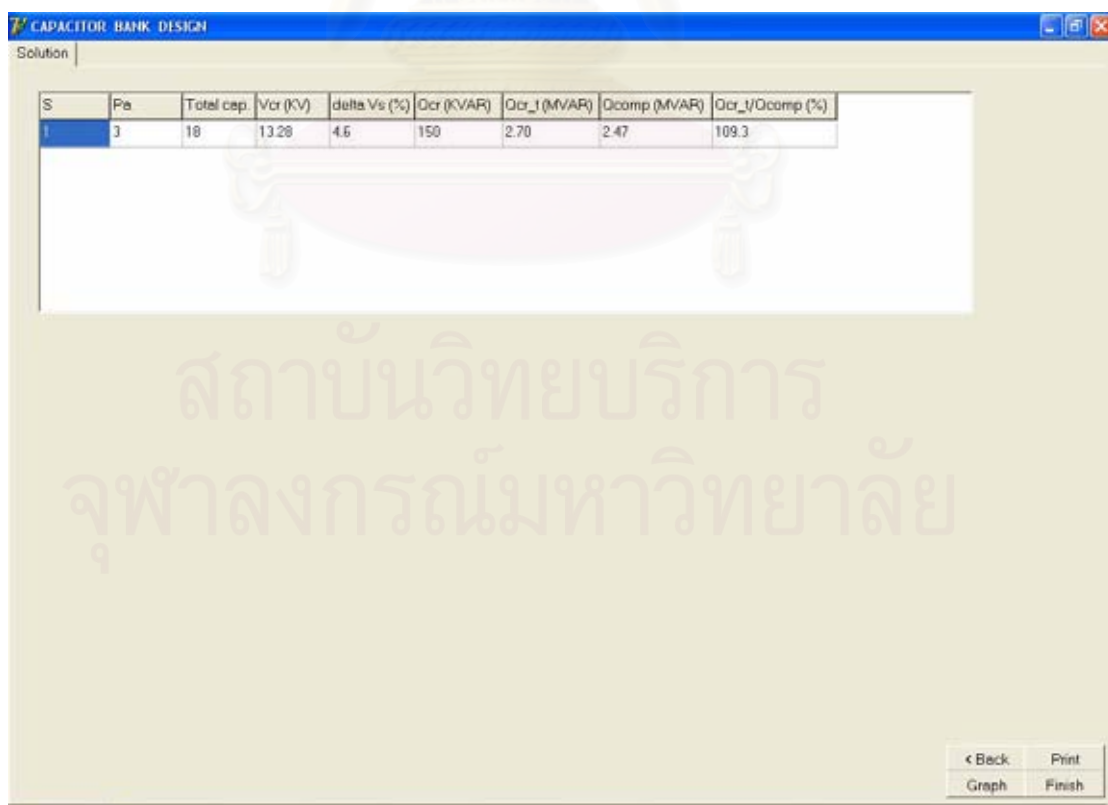 CAPACITOR BANK DESIGN
Solution
S Pa Total cap. Vcr (KV) delta Vs (%) Qcr (KVAR) Qcr_t (MVAR) Qcomp (MVAR) Qcr_t/Qcomp (%)
1 3 18 13.28 4.6 150 2.70 2.47 109.3
สถาบันวิทยบริการ
จุฬาลงกรณ์มหาวิทยาลัย
< Back Print
Graph Finish